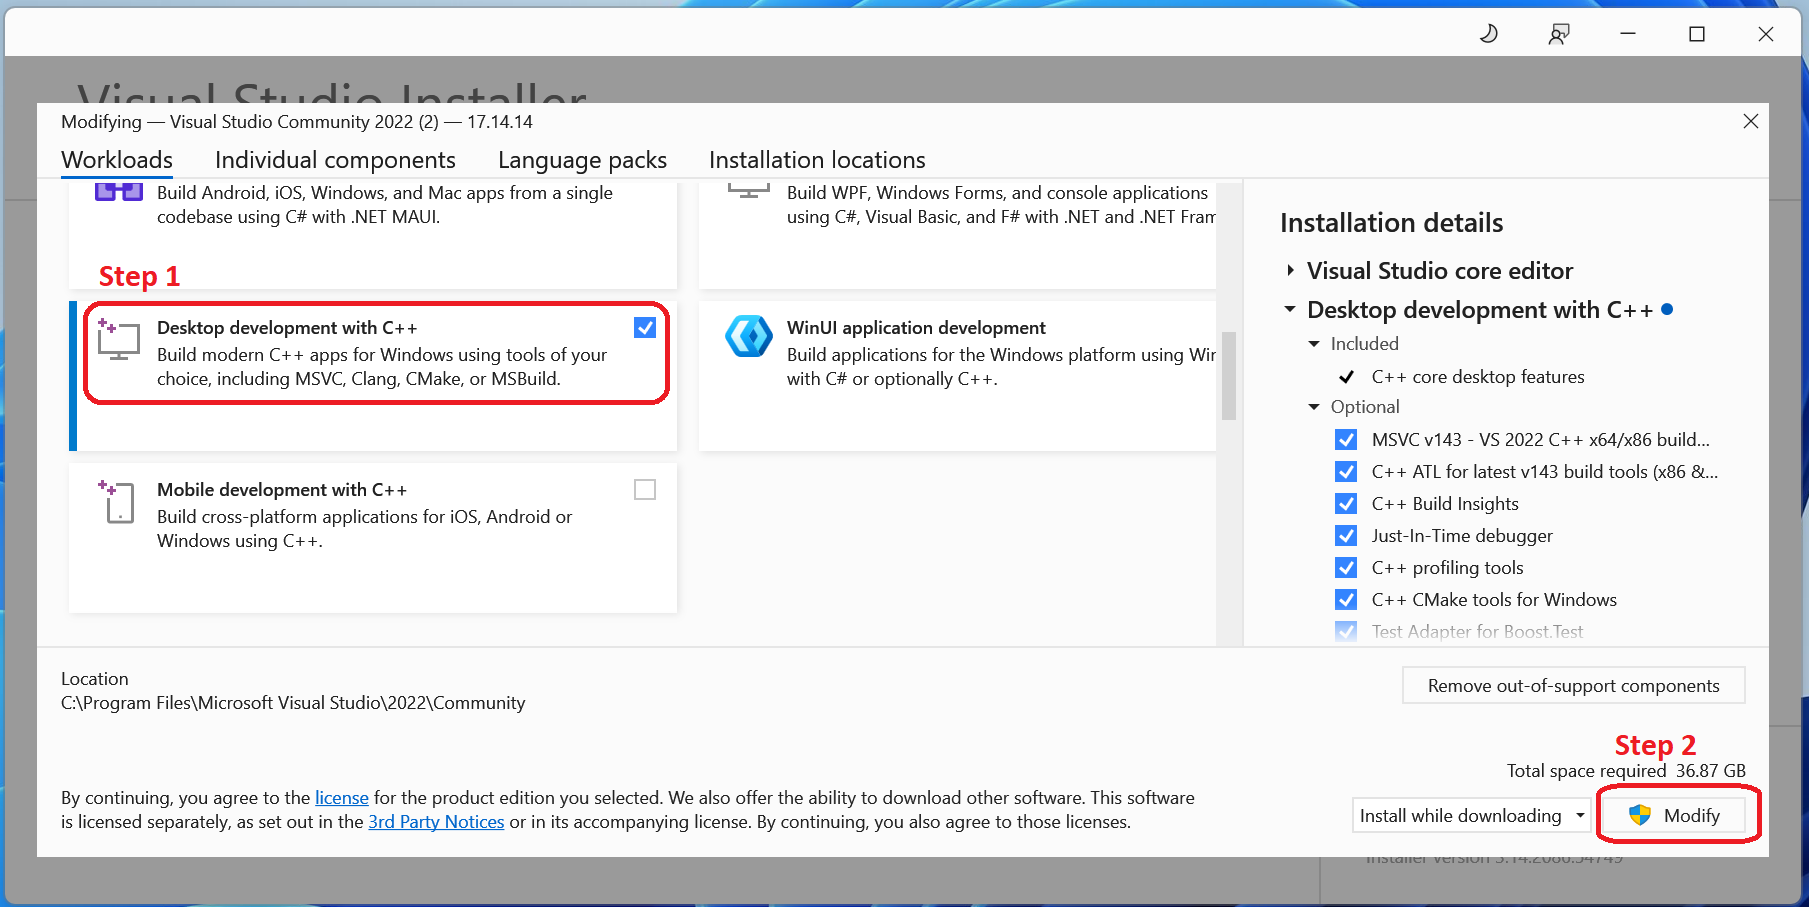 Visual Studio Installer
Modifying — Visual Studio Community 2022 (2) — 17.14.14
Workloads
Individual components
Language packs
Installation locations
Build Android, iOS, Windows, and Mac apps from a single
codebase using C# with .NET MAUI.
Build WPF, Windows Forms, and console applications
using C#, Visual Basic, and F# with .NET and .NET Fram
Step 1
Desktop development with C++
Build modern C++ apps for Windows using tools of your
choice, including MSVC, Clang, CMake, or MSBuild.
WinUI application development
Build applications for the Windows platform using Wir
with C# or optionally C++.
Mobile development with C++
Build cross-platform applications for iOS, Android or
Windows using C++.
Installation details
Visual Studio core editor
Desktop development with C++
Included
C++ core desktop features
Optional
MSVC v143 - VS 2022 C++ x64/x86 build...
C++ ATL for latest v143 build tools (x86 &...
C++ Build Insights
Just-In-Time debugger
C++ profiling tools
C++ CMake tools for Windows
Test Adapter for Boost.Test
Location
C:\Program Files\Microsoft Visual Studio\2022\Community
Remove out-of-support components
Step 2
Total space required 36.87 GB
By continuing, you agree to the license for the product edition you selected. We also offer the ability to download other software. This software
is licensed separately, as set out in the 3rd Party Notices or in its accompanying license. By continuing, you also agree to those licenses.
Install while downloading
Modify
Installer version